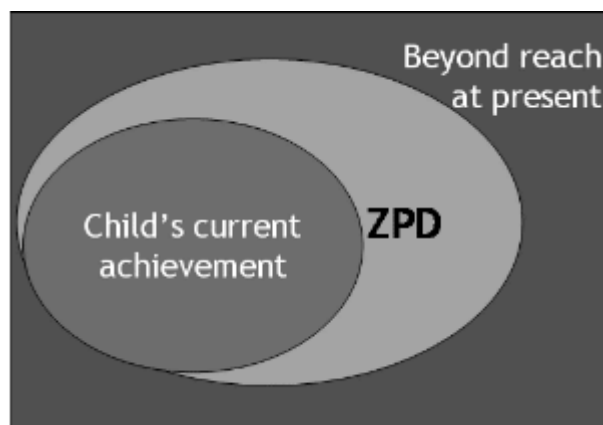 Beyond reach
at present
Child's current
achievement
ZPD